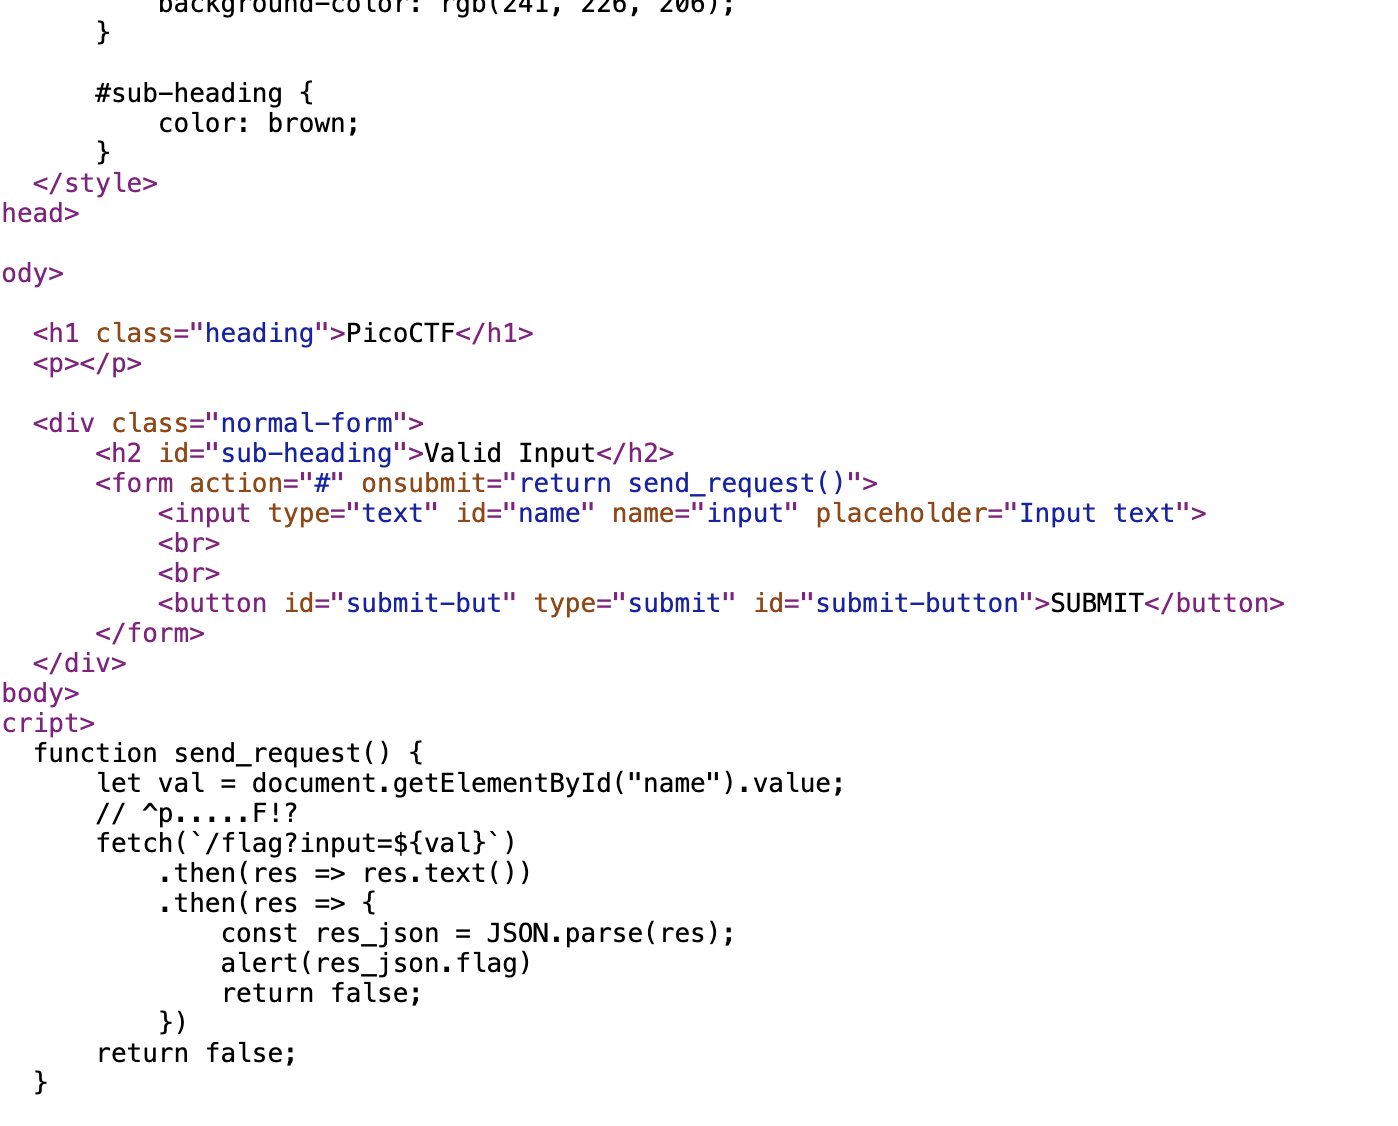 background-color: rgb(241, 226, 206);
}
#sub-heading {
color: brown;
}
</style>
head>
ody>
<h1 class="heading">PicoCTF</h1>
<p></p>
<div class="normal-form">
<h2 id="sub-heading">Valid Input</h2>
<form action="#" onsubmit="return send_request()">
<input type="text" id="name" name="input" placeholder="Input text">
<br>
<br>
<button id="submit-but" type="submit" id="submit-button">SUBMIT</button>
</form>
</div>
body>
cript>
function send_request() {
let val = document.getElementById("name").value;
// ^p.....F!?
fetch(`/flag?input=${val}`)
.then(res => res.text())
.then(res => {
const res_json = JSON.parse(res);
alert(res_json.flag)
return false;
})
return false;
}